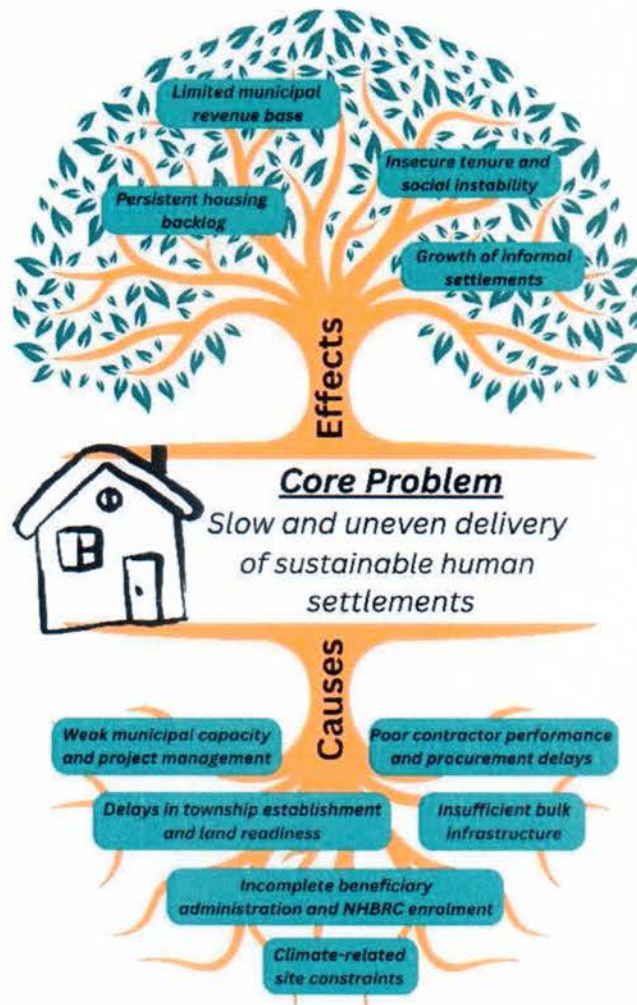 Limited municipal
revenue base
Insecure tenure and
social instability
Persistent housing
backlog
Growth of informal
settlements
Effects
Core Problem
Slow and uneven delivery
of sustainable human
settlements
Causes
Weak municipal capacity
and project management
Poor contractor performance
and procurement delays
Delays in township establishment
and land readiness
Insufficient bulk
infrastructure
Incomplete beneficiary
administration and NHBRC enrolment
Climate-related
site constraints